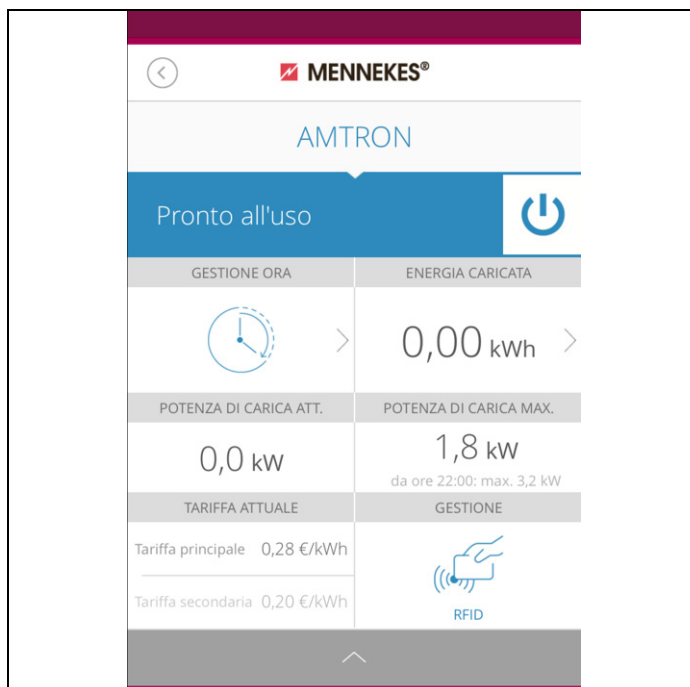 MENNEKES®
AMTRON
Pronto all'uso
GESTIONE ORA
ENERGIA CARICATA
0,00 kWh
POTENZA DI CARICA ATT.
POTENZA DI CARICA MAX.
0,0 kW
1,8 kW
da ore 22:00: max. 3,2 kW
TARIFFA ATTUALE
GESTIONE
Tariffa principale 0,28 €/kWh
Tariffa secondaria 0,20 €/kWh
RFID